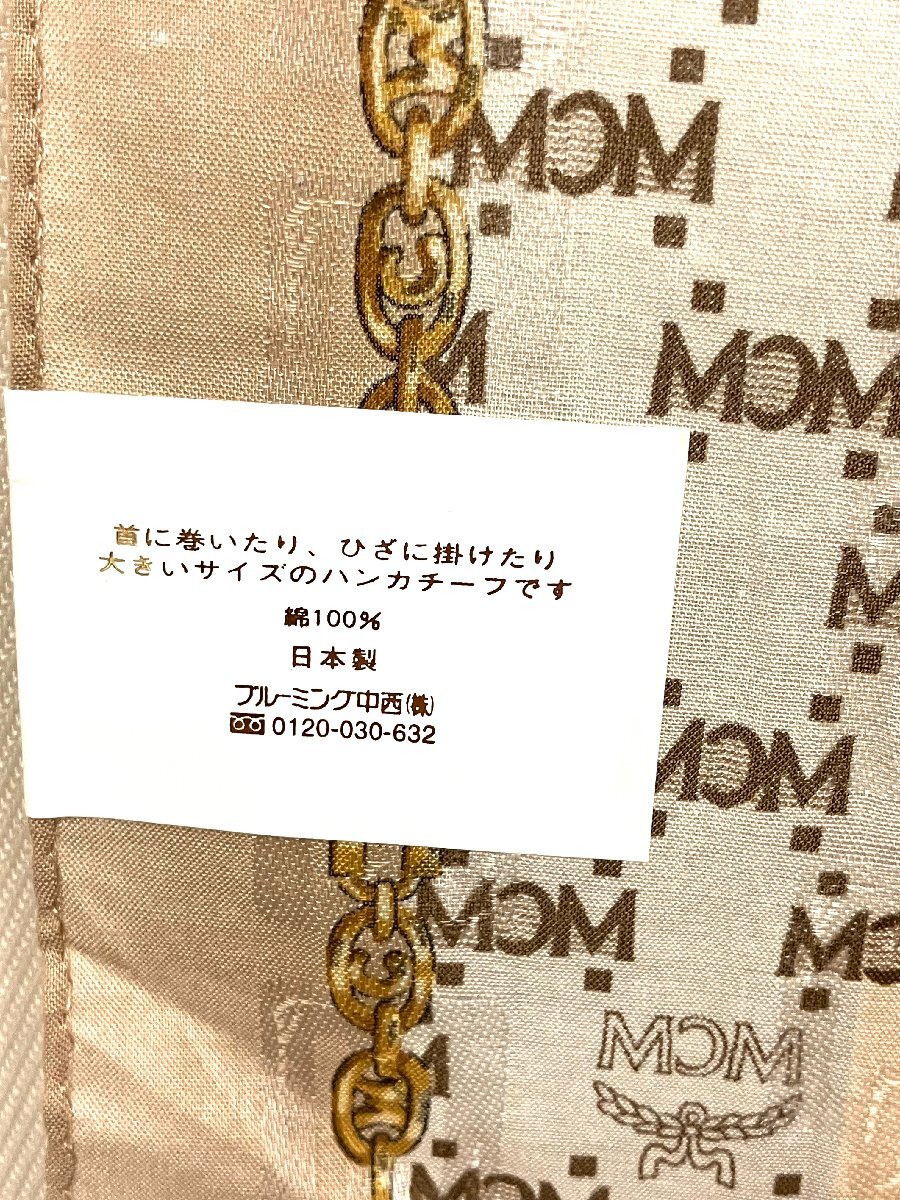 MCM
MCM
首に巻いたり、ひざに掛けたり
大きいサイズのハンカチーフです
綿100%
日本製
ブルーミング中西(株)
0120-030-632
MCM
MCM
MCM
MCM